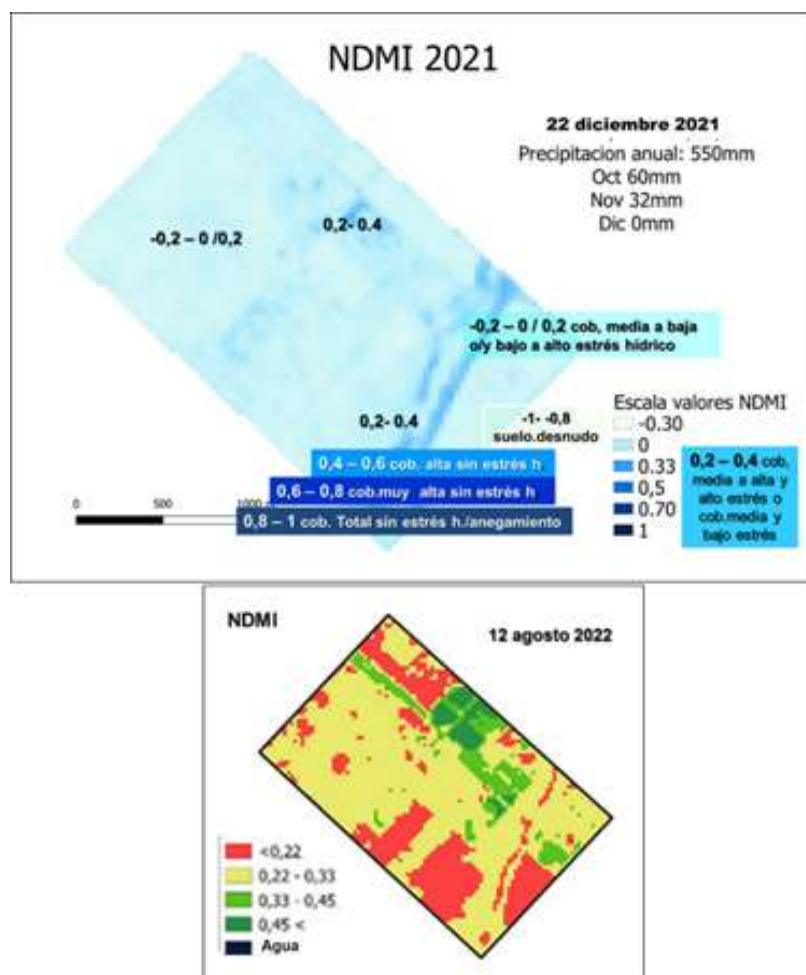 NDMI 2021
22 diciembre 2021
Precipitacion anual: 550mm
Oct 60mm
Nov 32mm
Dic 0mm
-0,2 – 0 /0,2
0,2- 0.4
-0,2 – 0 / 0,2 cob, media a baja
o/y bajo a alto estrés hídrico
0,2- 0.4
-1- -0,8
suelo.desnudo
0,4 – 0,6 cob. alta sin estrés h
0,6 – 0,8 cob.muy alta sin estrés h
0,8 – 1 cob. Total sin estrés h./anegamiento
0
500
1000
Escala valores NDMI
-0.30
0
0.33
0,5
0.70
1
0,2 – 0,4 cob,
media a alta y
alto estrés o
cob.media y
bajo estrés
NDMI
12 agosto 2022
<0,22
0,22 - 0,33
0,33 - 0,45
0,45 <
Agua